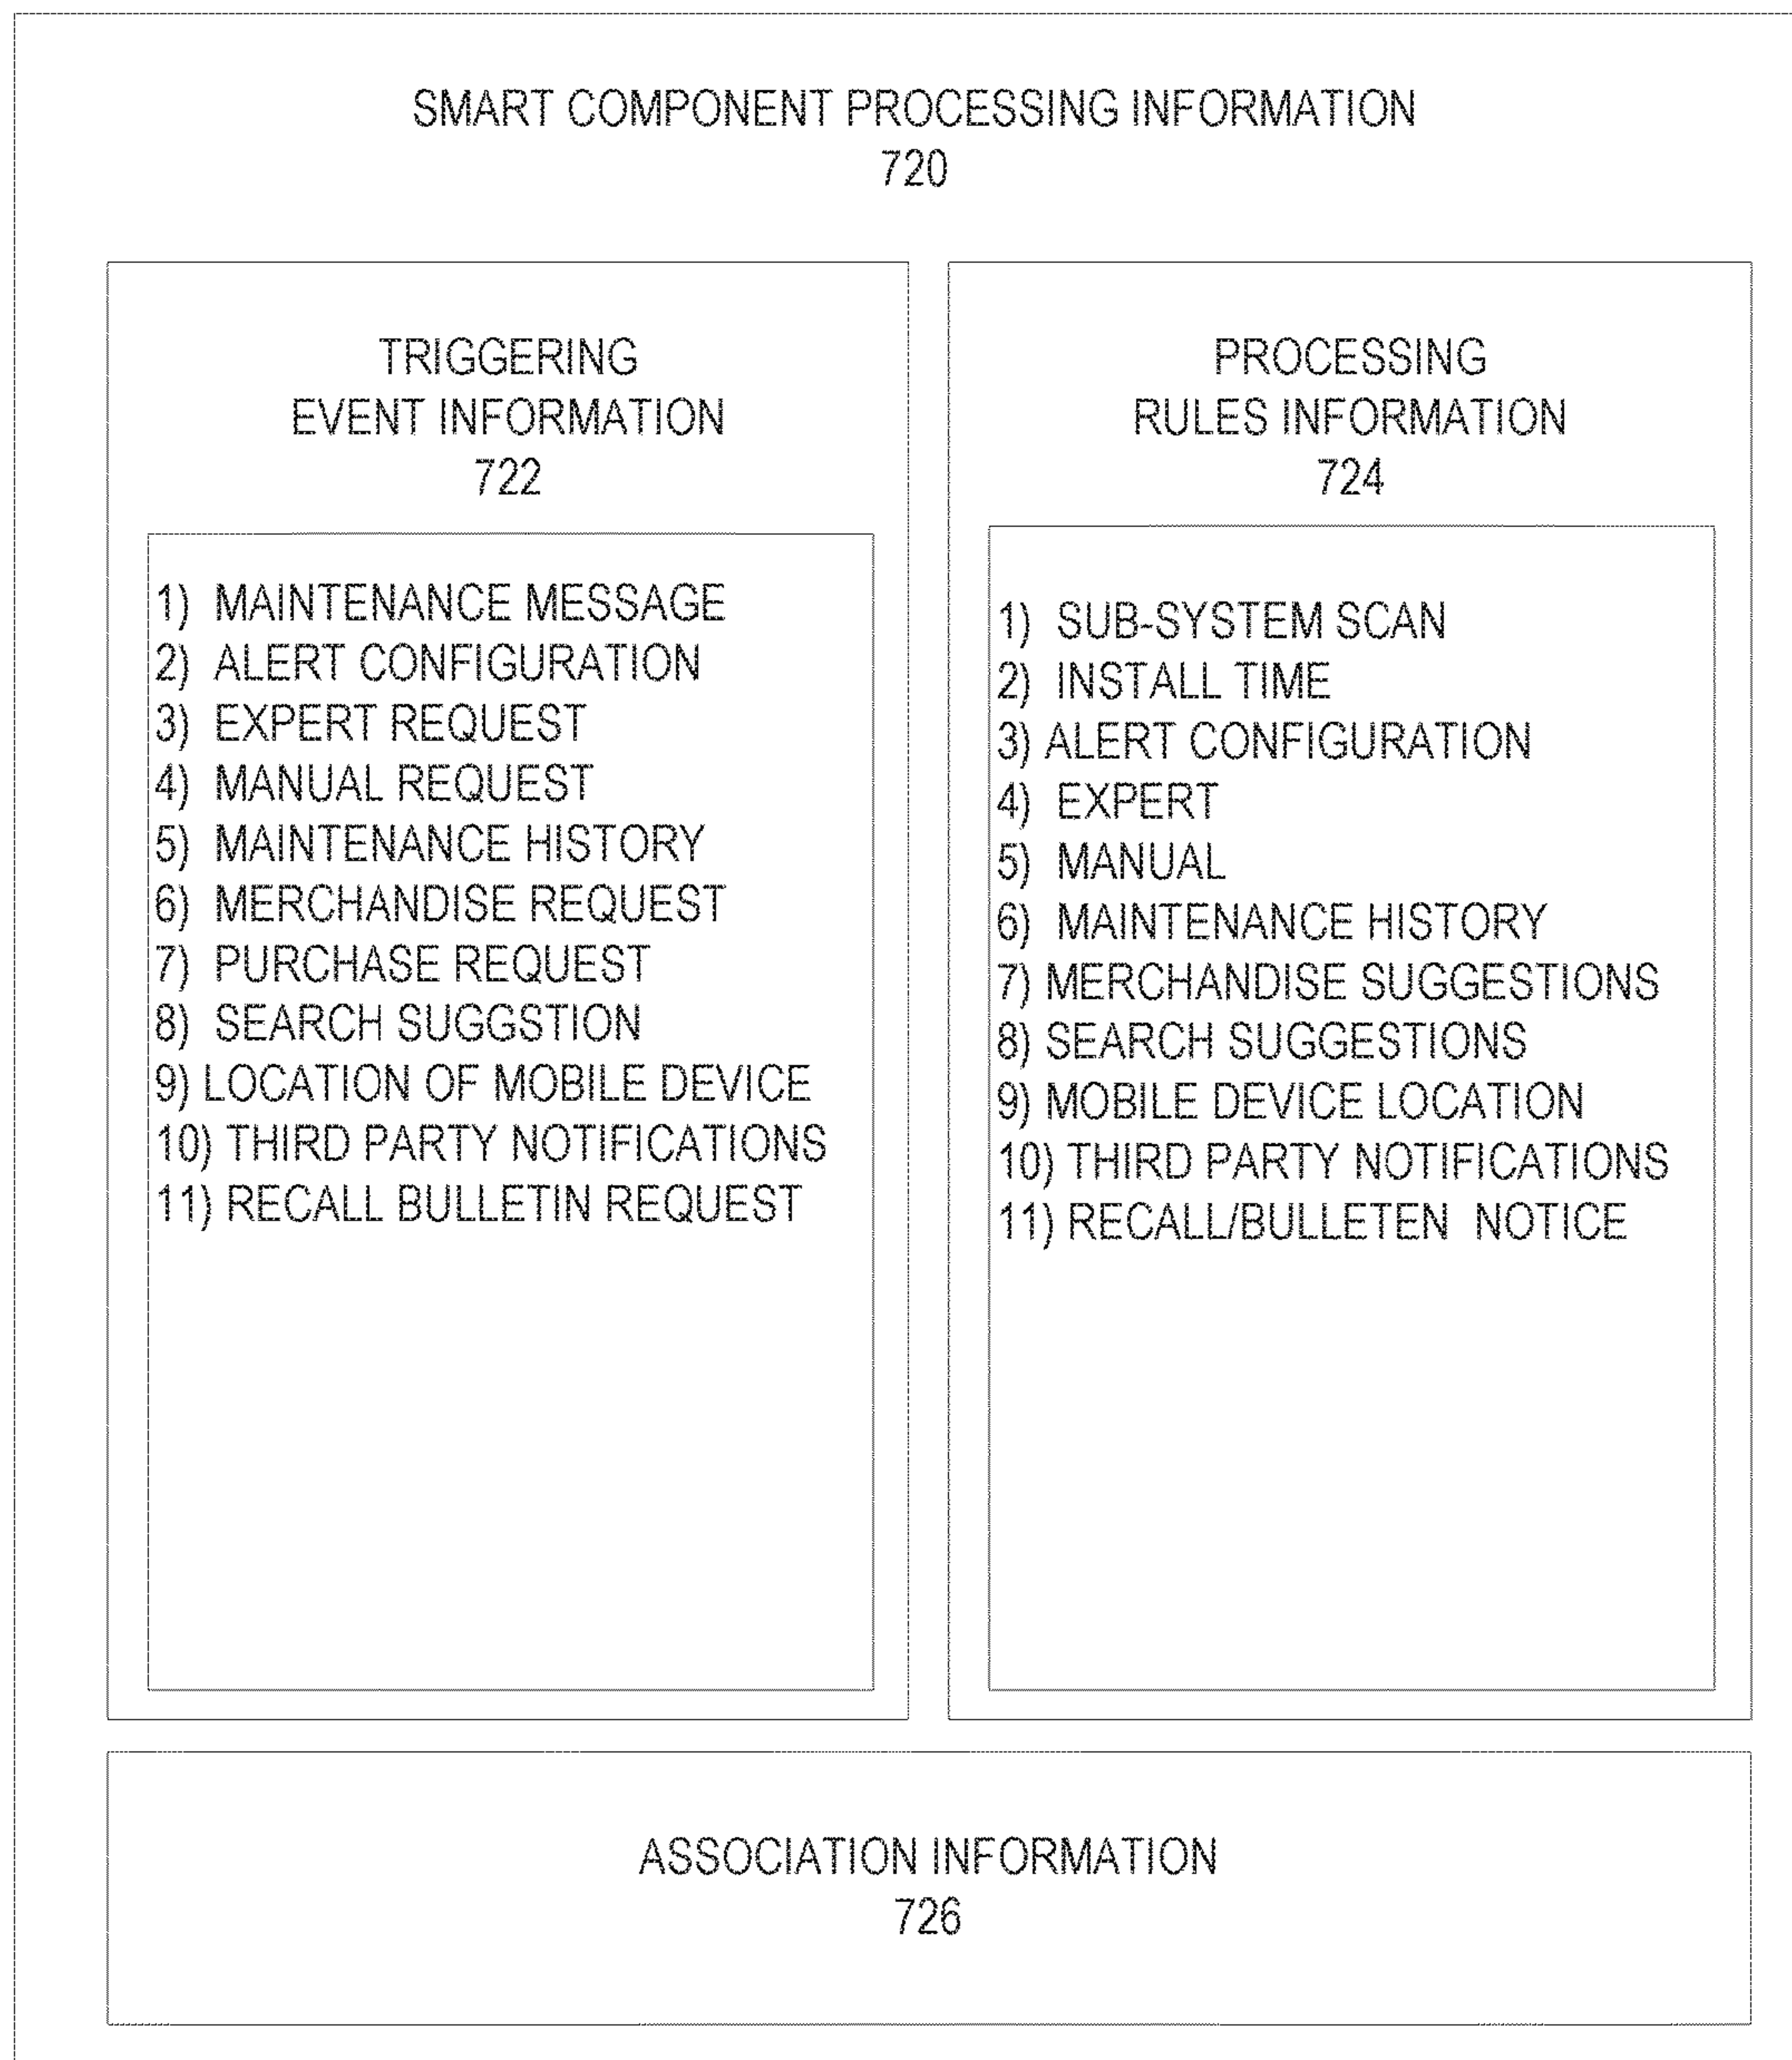 SMART COMPONENT PROCESSING INFORMATION
720
TRIGGERING
EVENT INFORMATION
722
1) MAINTENANCE MESSAGE
2) ALERT CONFIGURATION
3) EXPERT REQUEST
4) MANUAL REQUEST
5) MAINTENANCE HISTORY
6) MERCHANDISE REQUEST
7) PURCHASE REQUEST
8) SEARCH SUGGSTION
9) LOCATION OF MOBILE DEVICE
10) THIRD PARTY NOTIFICATIONS
11) RECALL BULLETIN REQUEST
PROCESSING
RULES INFORMATION
724
1) SUB-SYSTEM SCAN
2) INSTALL TIME
3) ALERT CONFIGURATION
4) EXPERT
5) MANUAL
6) MAINTENANCE HISTORY
7) MERCHANDISE SUGGESTIONS
8) SEARCH SUGGESTIONS
9) MOBILE DEVICE LOCATION
10) THIRD PARTY NOTIFICATIONS
11) RECALL/BULLETEN NOTICE
ASSOCIATION INFORMATION
726